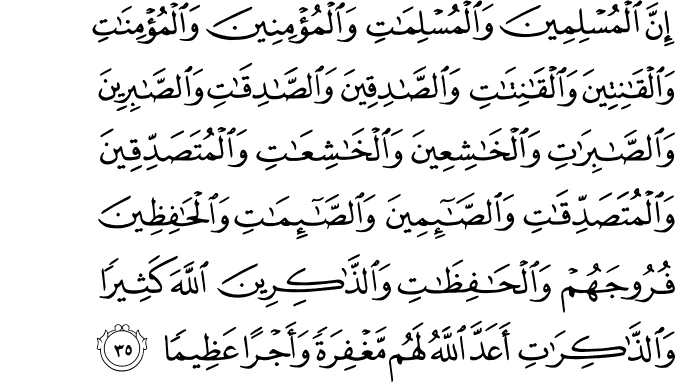 إِنَّ ٱلْمُسْلِمِينَ وَٱلْمُسْلِمَٰتِ وَٱلْمُؤْمِنِينَ وَٱلْمُؤْمِنَٰتِ
وَٱلْقَٰنِتِينَ وَٱلْقَٰنِتَٰتِ وَٱلصَّٰدِقِينَ وَٱلصَّٰدِقَٰتِ وَٱلصَّٰبِرِينَ
وَٱلصَّٰبِرَٰتِ وَٱلْخَٰشِعِينَ وَٱلْخَٰشِعَٰتِ وَٱلْمُتَصَدِّقِينَ
وَٱلْمُتَصَدِّقَٰتِ وَٱلصَّٰٓئِمِينَ وَٱلصَّٰٓئِمَٰتِ وَٱلْحَٰفِظِينَ
فُرُوجَهُمْ وَٱلْحَٰفِظَٰتِ وَٱلذَّٰكِرِينَ ٱللَّهَ كَثِيرًا
وَٱلذَّٰكِرَٰتِ أَعَدَّ ٱللَّهُ لَهُم مَّغْفِرَةً وَأَجْرًا عَظِيمًا ٣٥